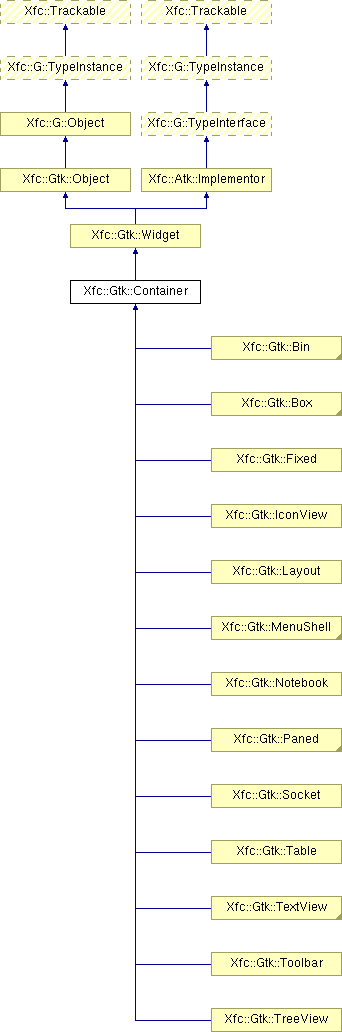 Xfc::Trackable Xfc::Trackable
Xfc::G::TypeInstance Xfc::G::TypeInstance
Xfc::G::Object Xfc::G::TypeInterface
Xfc::Gtk::Object Xfc::Atk::Implementor
Xfc::Gtk::Widget
Xfc::Gtk::Container
Xfc::Gtk::Bin
Xfc::Gtk::Box
Xfc::Gtk::Fixed
Xfc::Gtk::IconView
Xfc::Gtk::Layout
Xfc::Gtk::MenuShell
Xfc::Gtk::Notebook
Xfc::Gtk::Paned
Xfc::Gtk::Socket
Xfc::Gtk::Table
Xfc::Gtk::TextView
Xfc::Gtk::Toolbar
Xfc::Gtk::TreeView